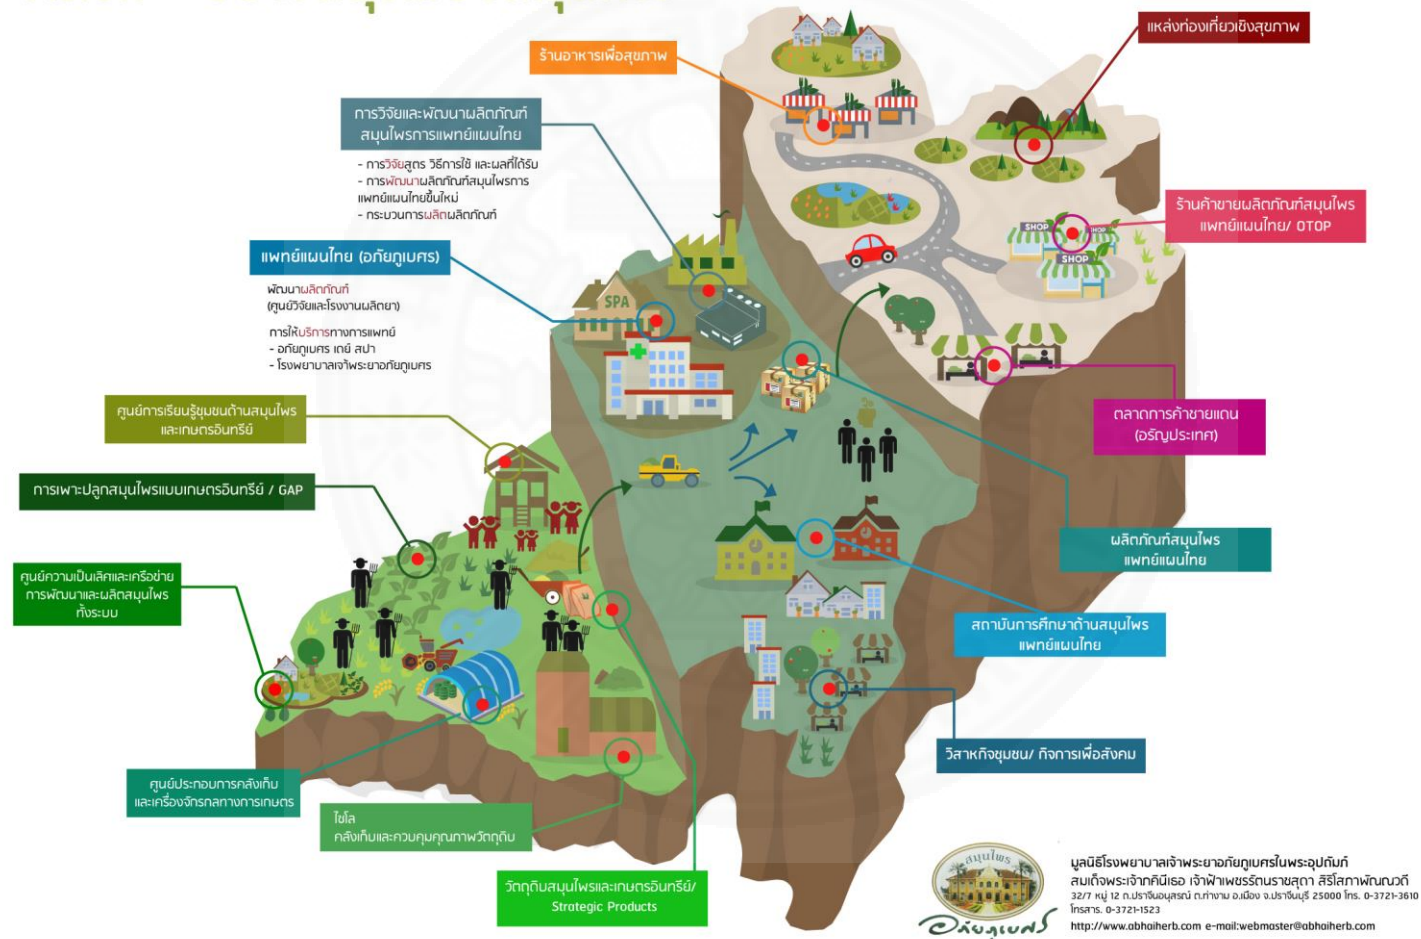 แหล่งท่องเที่ยวเชิงสุขภาพ
ร้านอาหารเพื่อสุขภาพ
การวิจัยและพัฒนาผลิตภัณฑ์
สมุนไพรการแพทย์แผนไทย
- การวิจัยสูตร วิธีการใช้ และผลที่ได้รับ
- การพัฒนาผลิตภัณฑ์สมุนไพรการ
แพทย์แผนไทยขึ้นใหม่
- กระบวนการผลิตผลิตภัณฑ์
ร้านค้าขายผลิตภัณฑ์สมุนไพร
แพทย์แผนไทย/ OTOP
SHOP
SHOP
SHOP
แพทย์แผนไทย (อภัยภูเบศร)
พัฒนาผลิตภัณฑ์
(ศูนย์วิจัยและโรงงานผลิตยา)
การให้บริการทางการแพทย์
- อภัยภูเบศร เดย์ สปา
- โรงพยาบาลเจ้าพระยาอภัยภูเบศร
SPA
ศูนย์การเรียนรู้ชุมชนด้านสมุนไพร
และเกษตรอินทรีย์
ตลาดการค้าชายแดน
(อรัญประเทศ)
การเพาะปลูกสมุนไพรแบบเกษตรอินทรีย์ / GAP
ผลิตภัณฑ์สมุนไพร
แพทย์แผนไทย
ศูนย์ความเป็นเลิศและเครือข่าย
การพัฒนาและผลิตสมุนไพร
ทั้งระบบ
สถาบันการศึกษาด้านสมุนไพร
แพทย์แผนไทย
วิสาหกิจชุมชน/ กิจการเพื่อสังคม
ศูนย์ประกอบการคลังเก็บ
และเครื่องจักรกลทางการเกษตร
ไซโล
คลังเก็บและควบคุมคุณภาพวัตถุดิบ
วัตถุดิบสมุนไพรและเกษตรอินทรีย์/
Strategic Products
สมุนไพร
อภัยภูเบศร
มูลนิธิโรงพยาบาลเจ้าพระยาอภัยภูเบศรในพระอุปถัมภ์
สมเด็จพระเจ้าภคินีเธอ เจ้าฟ้าเพชรรัตนราชสุดา สิริโสภาพัณณวดี
32/7 หมู่ 12 ถ.ปราจีนอนุสรณ์ ต.ท่างาม อ.เมือง จ.ปราจีนบุรี 25000 โทร. 0-3721-3610
โทรสาร. 0-3721-1523
http://www.abhaiherb.com e-mail:webmaster@abhaiherb.com